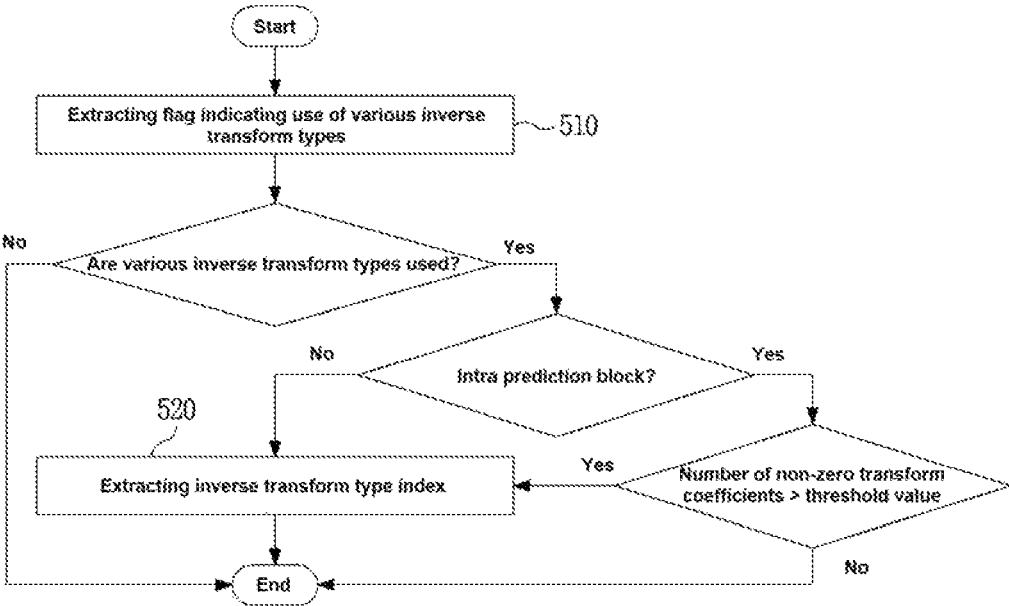 Start
Extracting flag indicating use of various inverse
transform types
510
No
Are various inverse transform types used?
Yes
No
Intra prediction block?
Yes
520
Extracting inverse transform type index
Yes
Number of non-zero transform
coefficients > threshold value
No
End